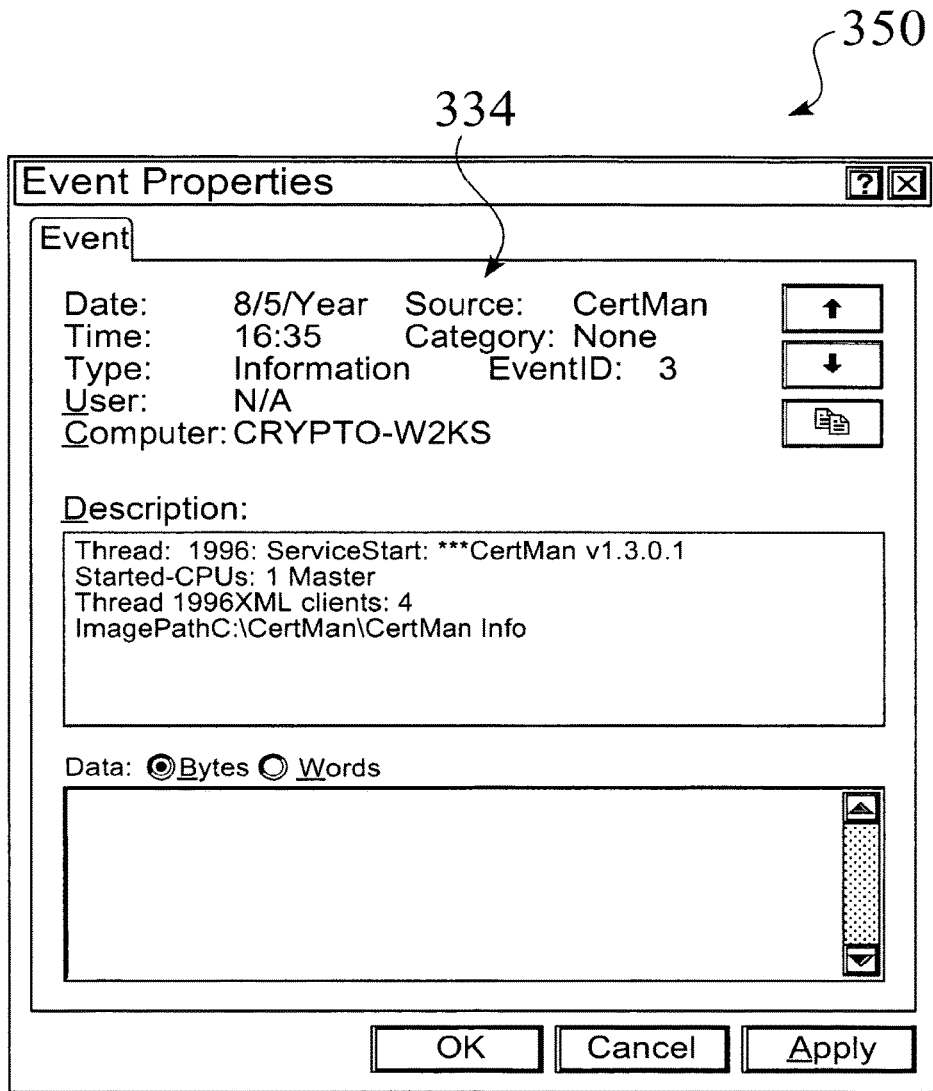 350
334
Event Properties ?
Event
Date: 8/5/Year Source: CertMan
Time: 16:35 Category: None
Type: Information EventID: 3
User: N/A
Computer: CRYPTO-W2KS
Description:
Thread: 1996: ServiceStart: ***CertMan v1.3.0.1
Started-CPUs: 1 Master
Thread 1996XML clients: 4
ImagePathC:\CertMan\CertMan Info
Data: Bytes Words
OK Cancel Apply